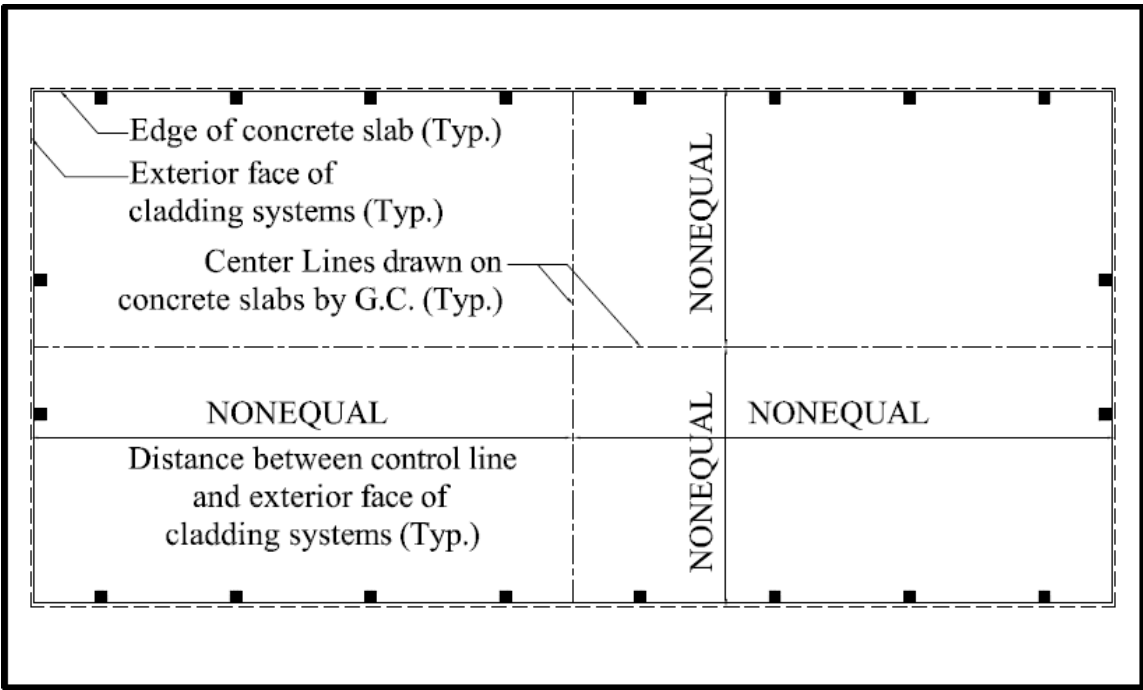 Edge of concrete slab (Typ.)
Exterior face of
cladding systems (Typ.)
Center Lines drawn on
concrete slabs by G.C. (Typ.)
NONEQUAL
NONEQUAL
NONEQUAL
NONEQUAL
Distance between control line
and exterior face of
cladding systems (Typ.)